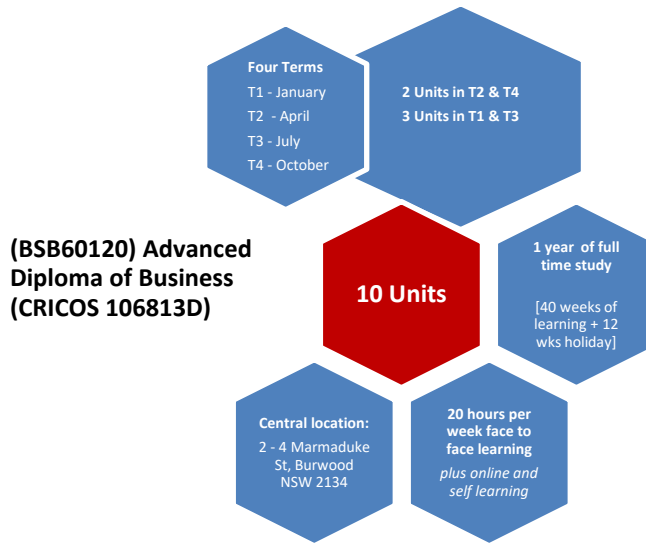 Four Terms
T1 - January
T2 - April
T3 - July
T4 - October
2 Units in T2 & T4
3 Units in T1 & T3
(BSB60120) Advanced
Diploma of Business
(CRICOS 106813D)
10 Units
1 year of full
time study
[40 weeks of
learning + 12
wks holiday]
Central location:
2 - 4 Marmaduke
St, Burwood
NSW 2134
20 hours per
week face to
face learning
plus online and
self learning